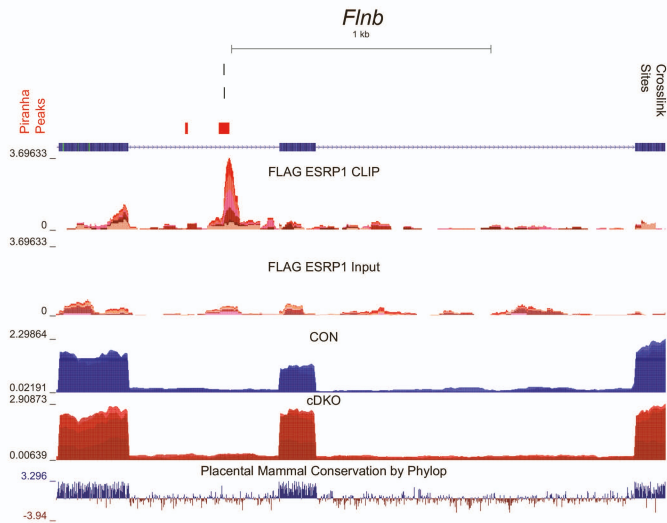 Flnb
1 kb
Crosslink
Sites
Piranha
Peaks
3.69633
FLAG ESRP1 CLIP
0
3.69633
FLAG ESRP1 Input
0
2.29864
CON
0.02191
2.90873
cDKO
0.00639
Placental Mammal Conservation by Phylop
3.296
-3.94